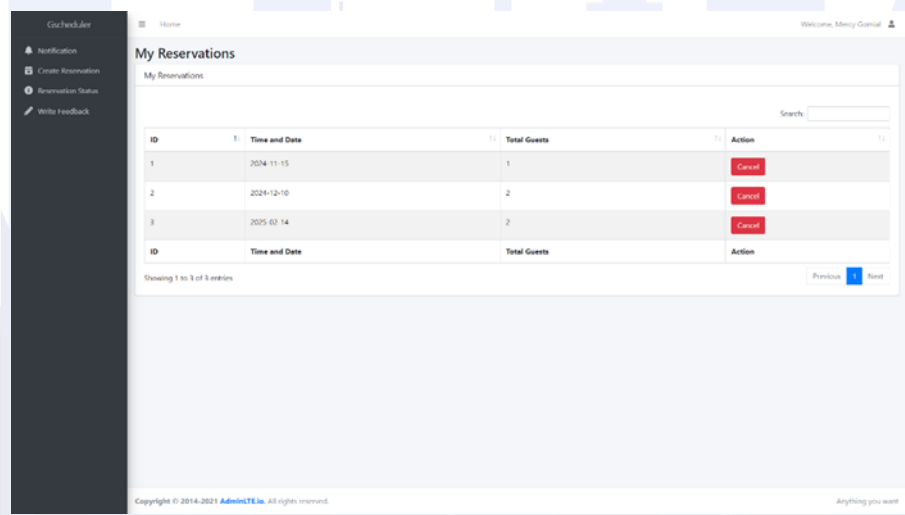 Gscheduler
Home
Welcome, Mercy Gomial
Notification
Create Reservation
Reservation Status
Write Feedback
My Reservations
My Reservations
Search:
ID Time and Date Total Guests Action
1 2024-11-15 1 Cancel
2 2024-12-10 2 Cancel
3 2025-02-14 2 Cancel
ID Time and Date Total Guests Action
Showing 1 to 3 of 3 entries
Previous 1 Next
Copyright © 2014-2021 AdminLTE.io. All rights reserved.
Anything you want